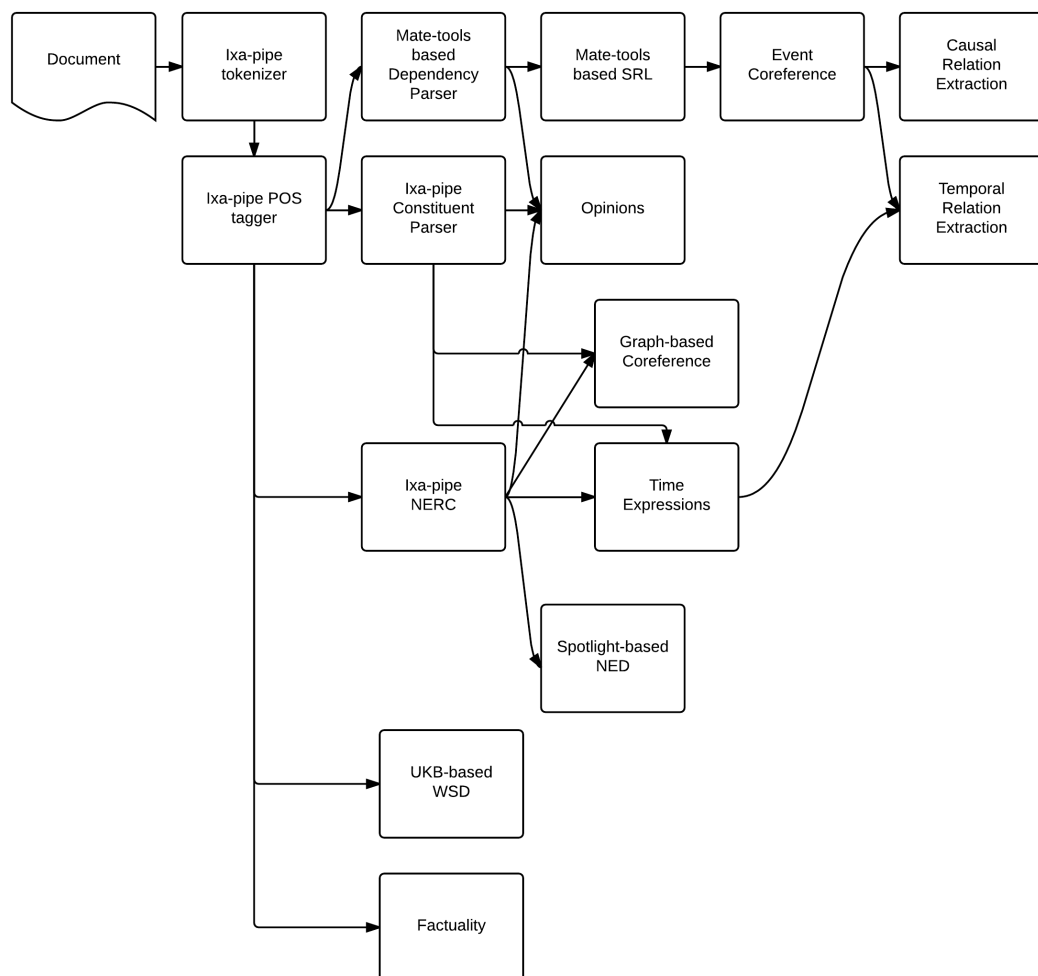 Document
Ixa-pipe
tokenizer
Mate-tools
based
Dependency
Parser
Mate-tools
based SRL
Event
Coreference
Causal
Relation
Extraction
Ixa-pipe POS
tagger
Ixa-pipe
Constituent
Parser
Opinions
Temporal
Relation
Extraction
Graph-based
Coreference
Ixa-pipe
NERC
Time
Expressions
Spotlight-based
NED
UKB-based
WSD
Factuality